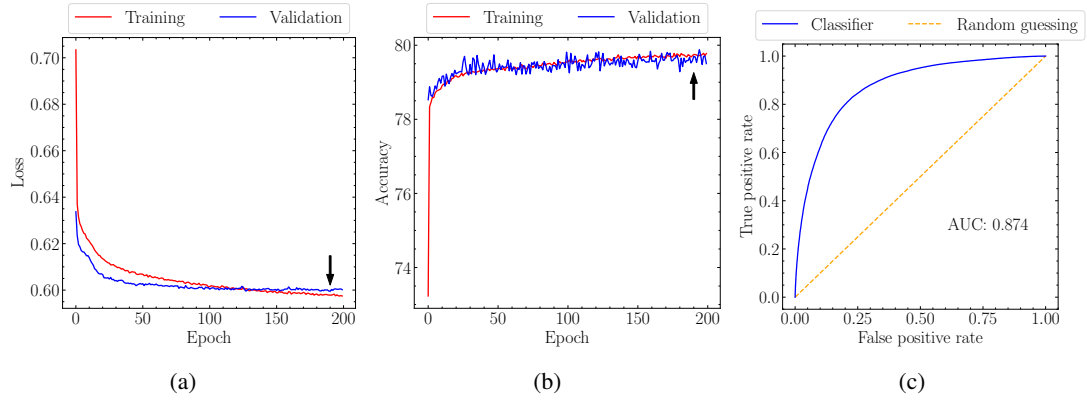 Training Validation
0.70
0.68
0.66
0.64
0.62
0.60
Loss
0 50 100 150 200
Epoch
(a)
Training Validation
80
78
76
74
Accuracy
0 50 100 150 200
Epoch
(b)
Classifier Random guessing
1.0
0.8
0.6
0.4
0.2
0.0
True positive rate
AUC: 0.874
0.00 0.25 0.50 0.75 1.00
False positive rate
(c)